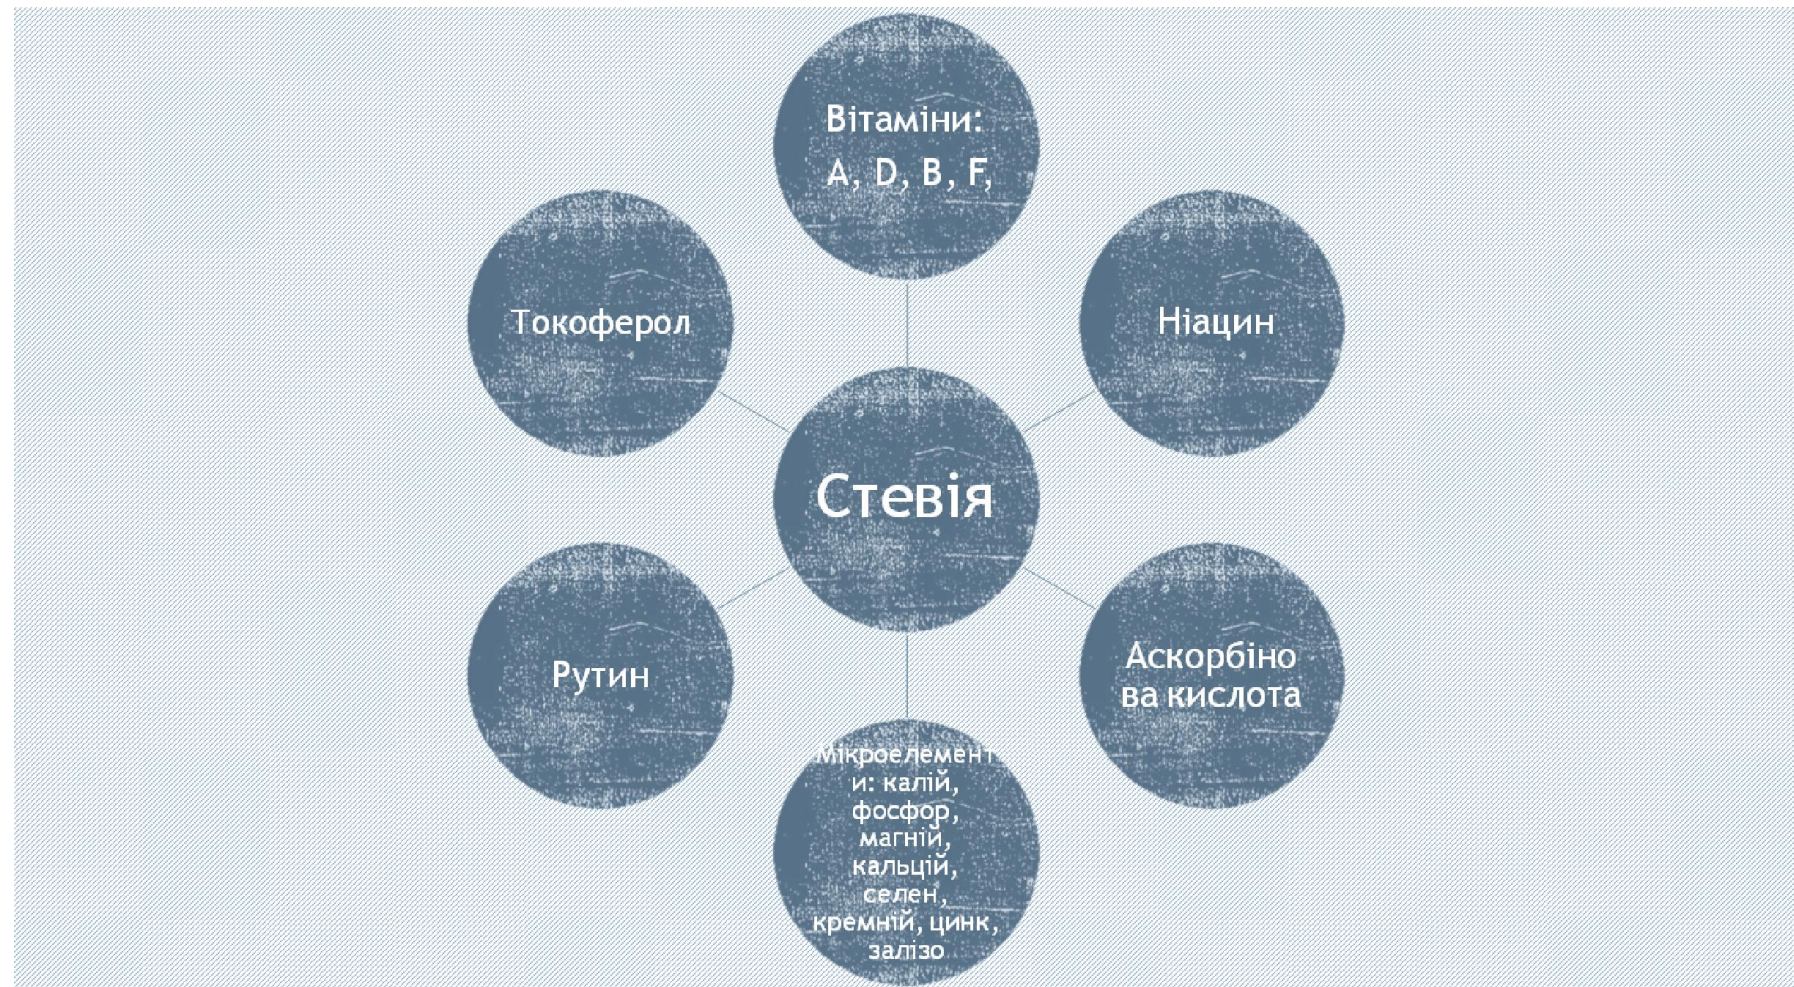 Вітаміни:
A, D, B, F,
Токоферол
Ніацин
Стевія
Рутин
Аскорбіно
ва кислота
Мікроелемент
и: калій,
фосфор,
магній,
кальцій,
селен,
кремній, цинк,
залізо